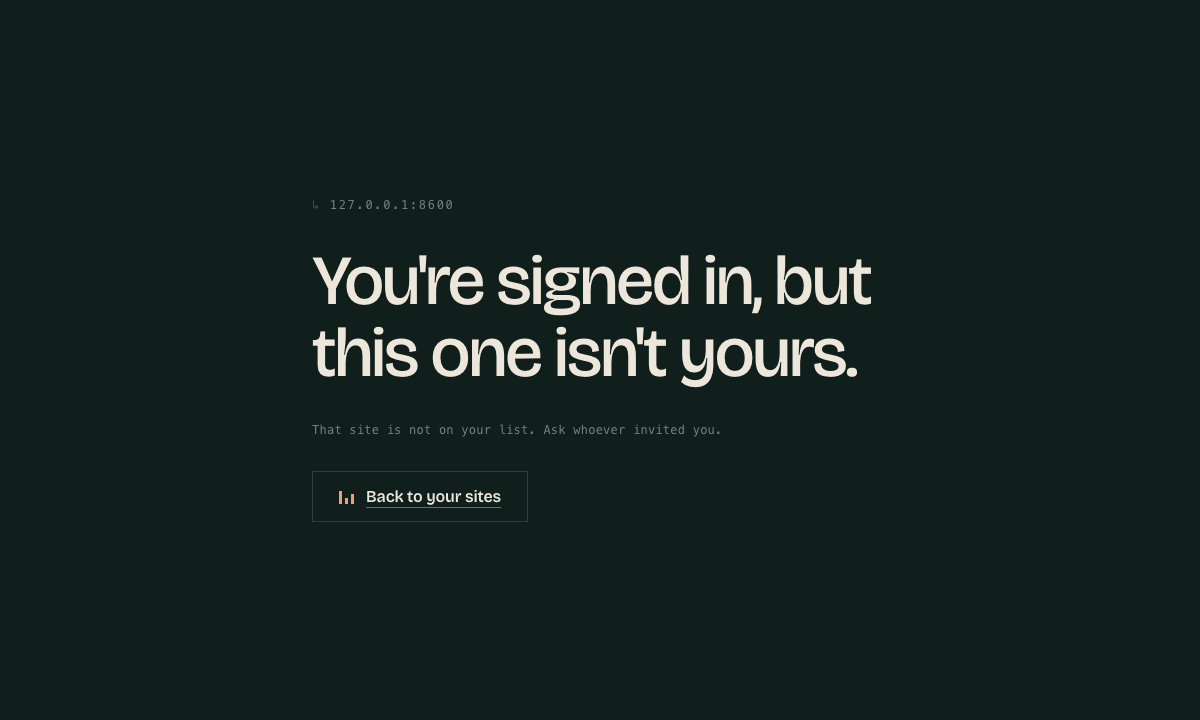 ↳ 127.0.0.1:8600
You're signed in, but
this one isn't yours.
That site is not on your list. Ask whoever invited you.
Back to your sites